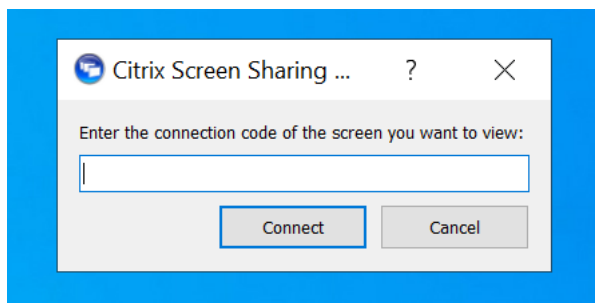 Citrix Screen Sharing ...
Enter the connection code of the screen you want to view:
Connect Cancel